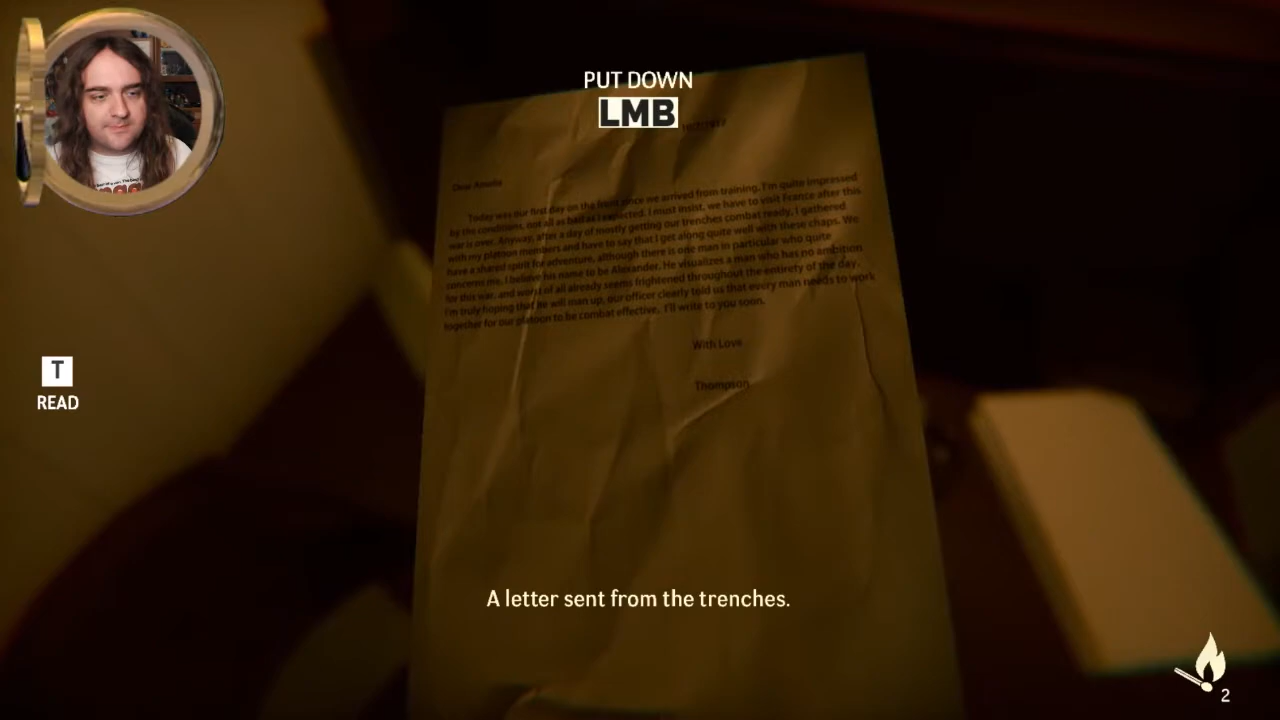 PUT DOWN
LMB
Dear Amelia
Today was our first day on the front since we arrived from training. I'm quite impressed
by the conditions, not all as bad as I expected. I must insist, we have to visit France after this
war is over. Anyway, after a day of mostly getting our trenches combat ready, I gathered
with my platoon members and have to say that I get along quite well with these chaps. We
have a shared spirit for adventure, although there is one man in particular who quite
concerns me. I believe his name to be Alexander. He visualizes a man who has no ambition
for this war, and worst of all already seems frightened throughout the entirety of the day.
I'm truly hoping that he will man up, our officer clearly told us that every man needs to work
together for our platoon to be combat effective. I'll write to you soon.
With Love
Thompson
T
READ
A letter sent from the trenches.
2